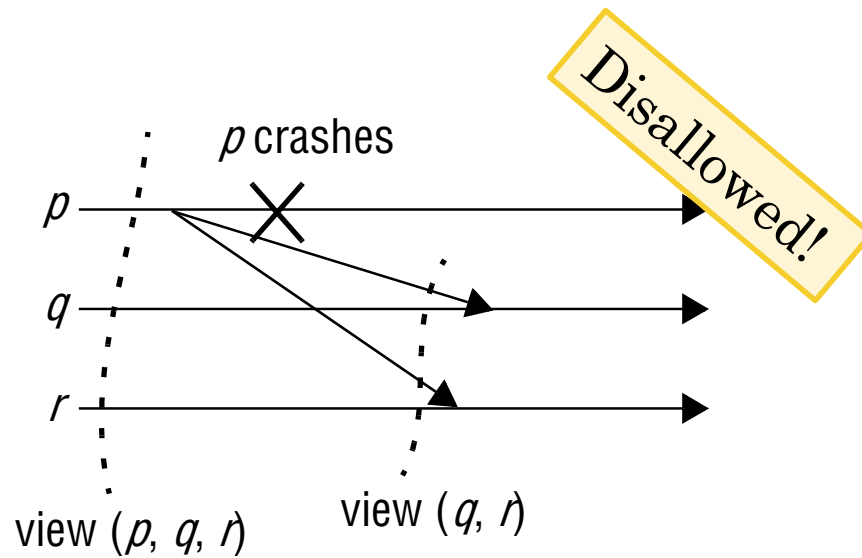 Disallowed!
p crashes
p
q
r
view (p, q, r)
view (q, r)